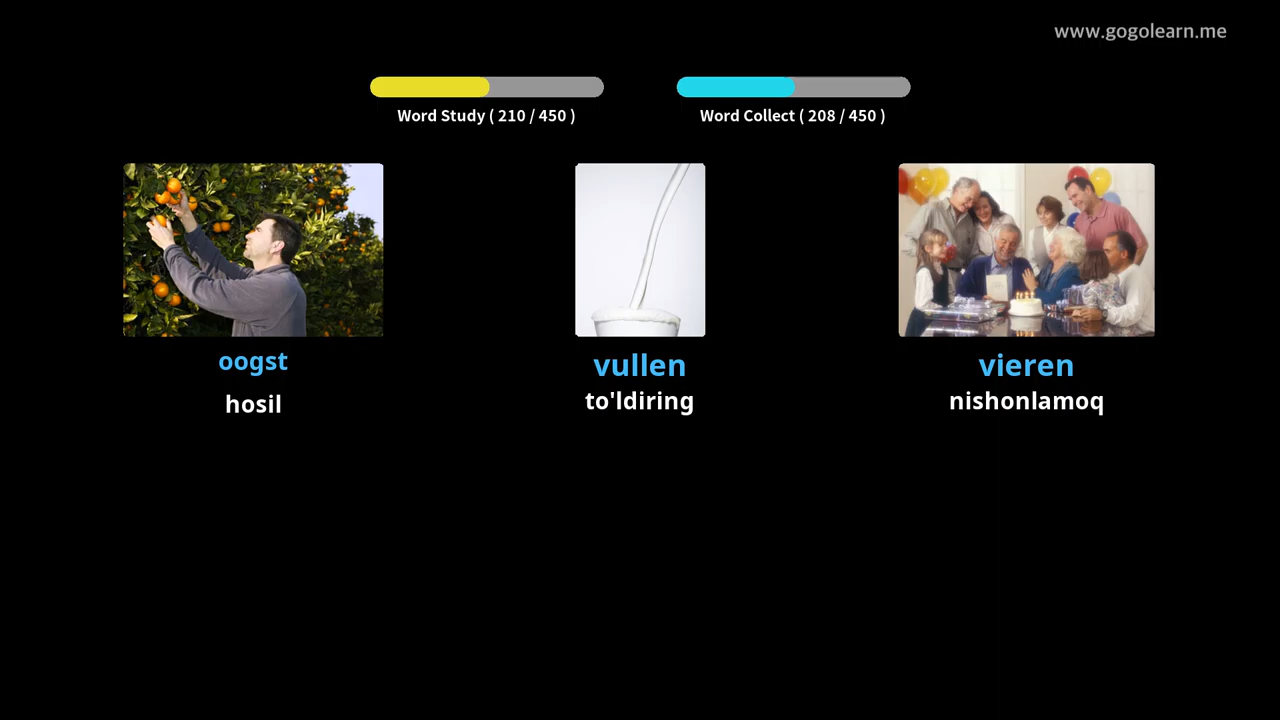 www.gogolearn.me
Word Study ( 210 / 450 )
Word Collect ( 208 / 450 )
oogst
hosil
vullen
to'ldiring
vieren
nishonlamoq